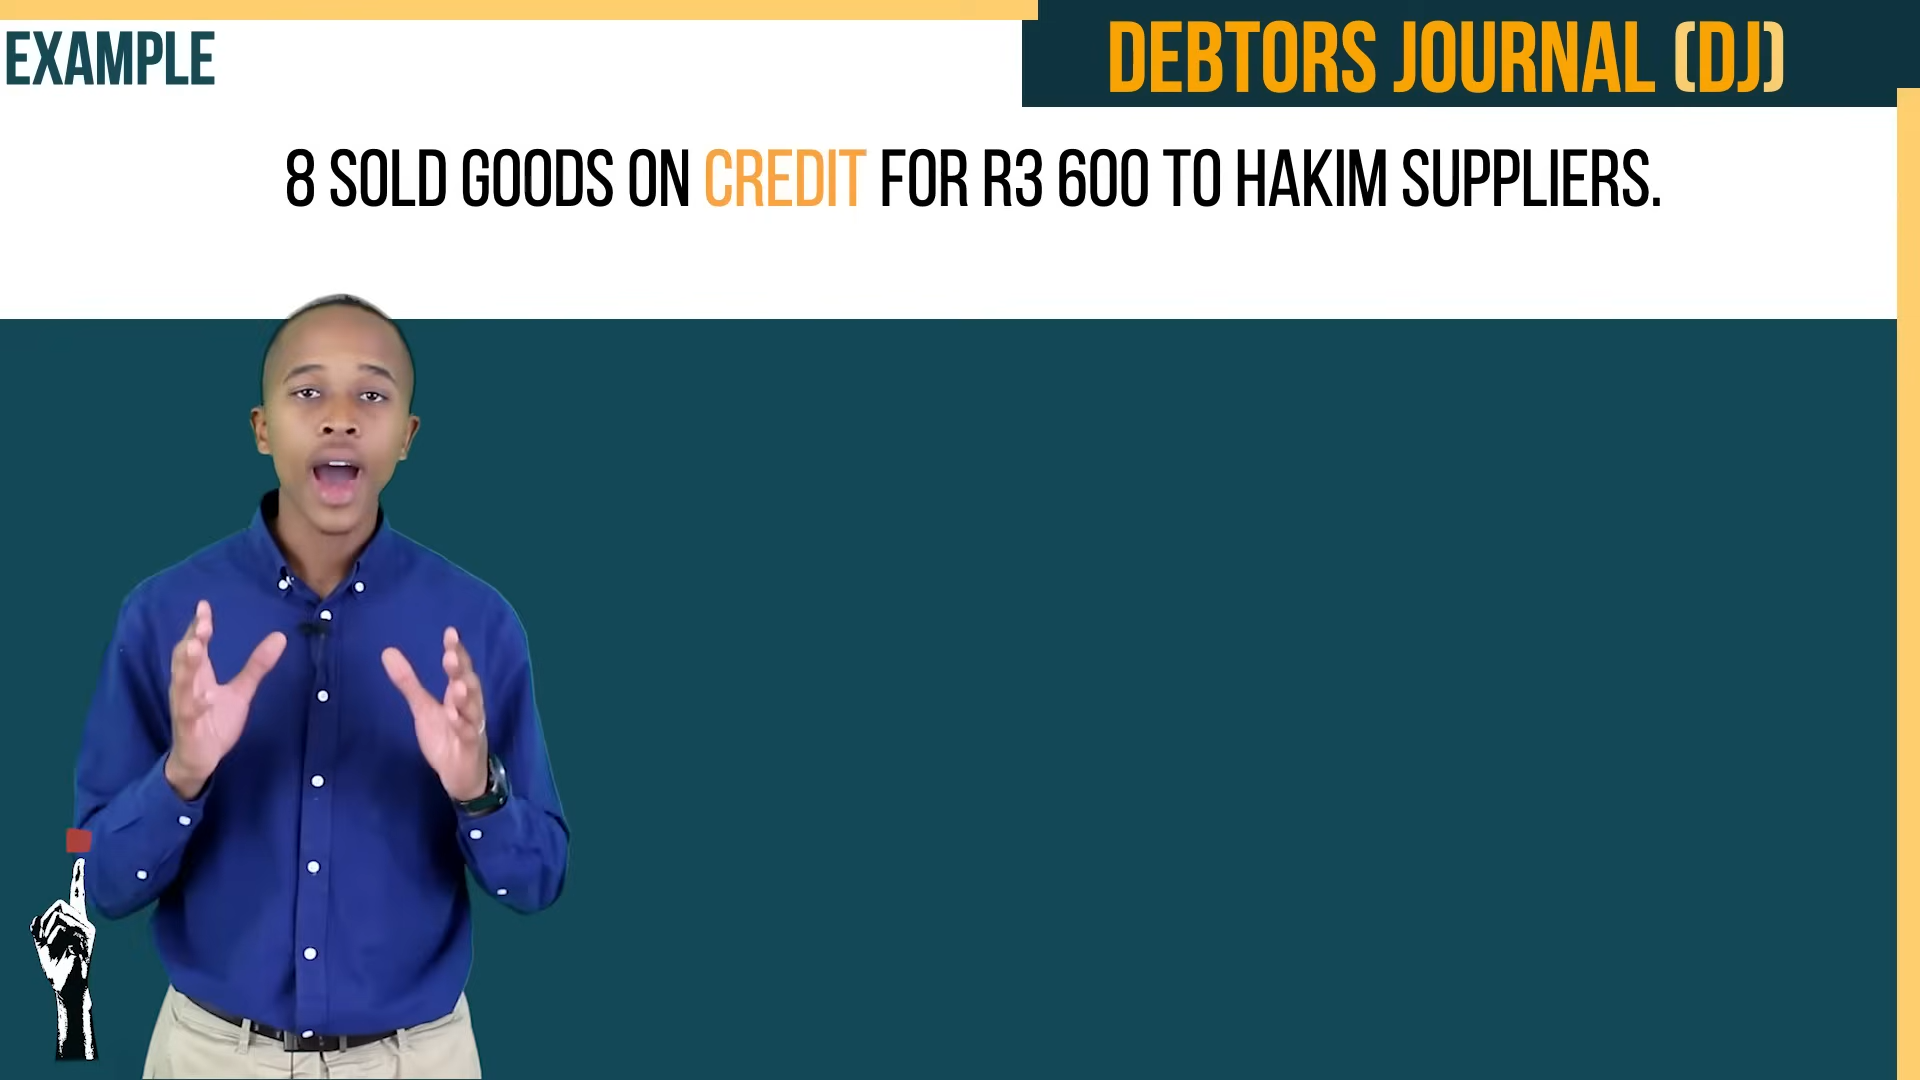 EXAMPLE
DEBTORS JOURNAL (DJ)
8 SOLD GOODS ON CREDIT FOR R3 600 TO HAKIM SUPPLIERS.